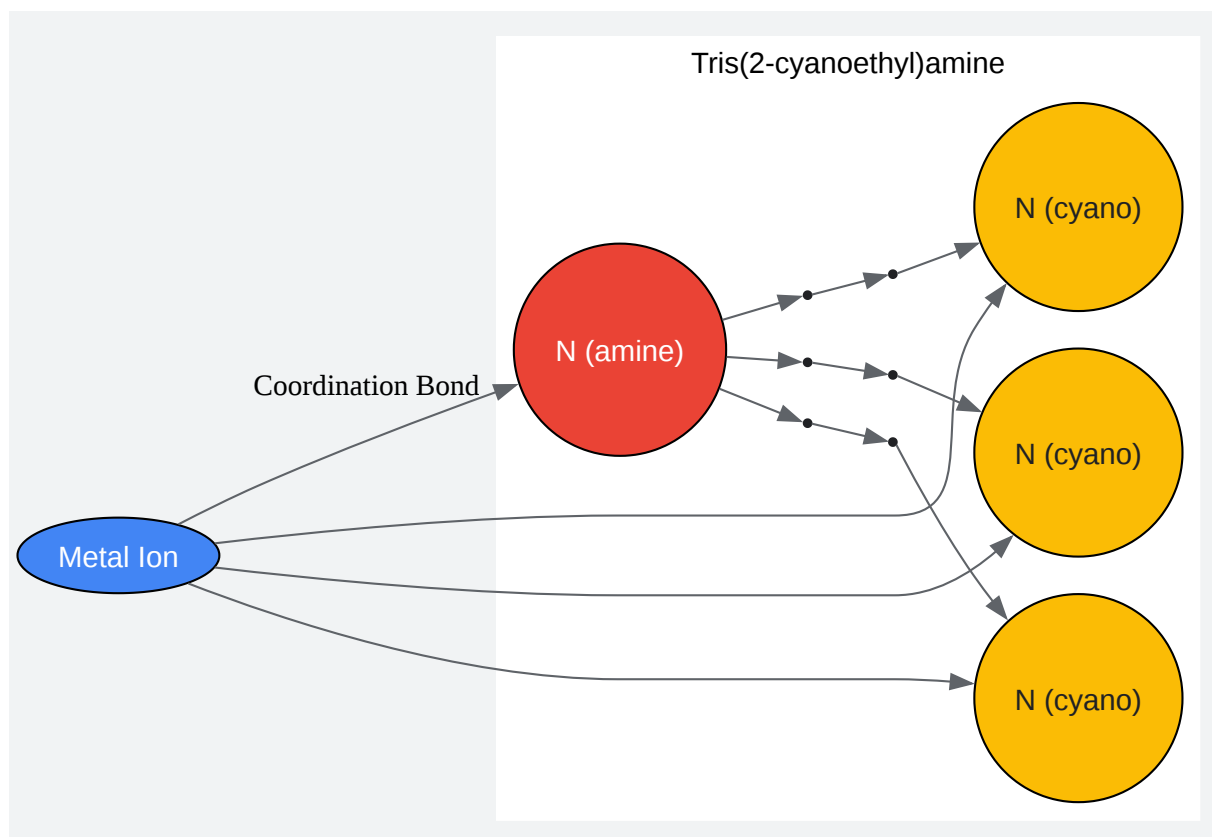 Tris(2-cyanoethyl)amine
N (cyano)
N (amine)
Coordination Bond
N (cyano)
Metal Ion
N (cyano)